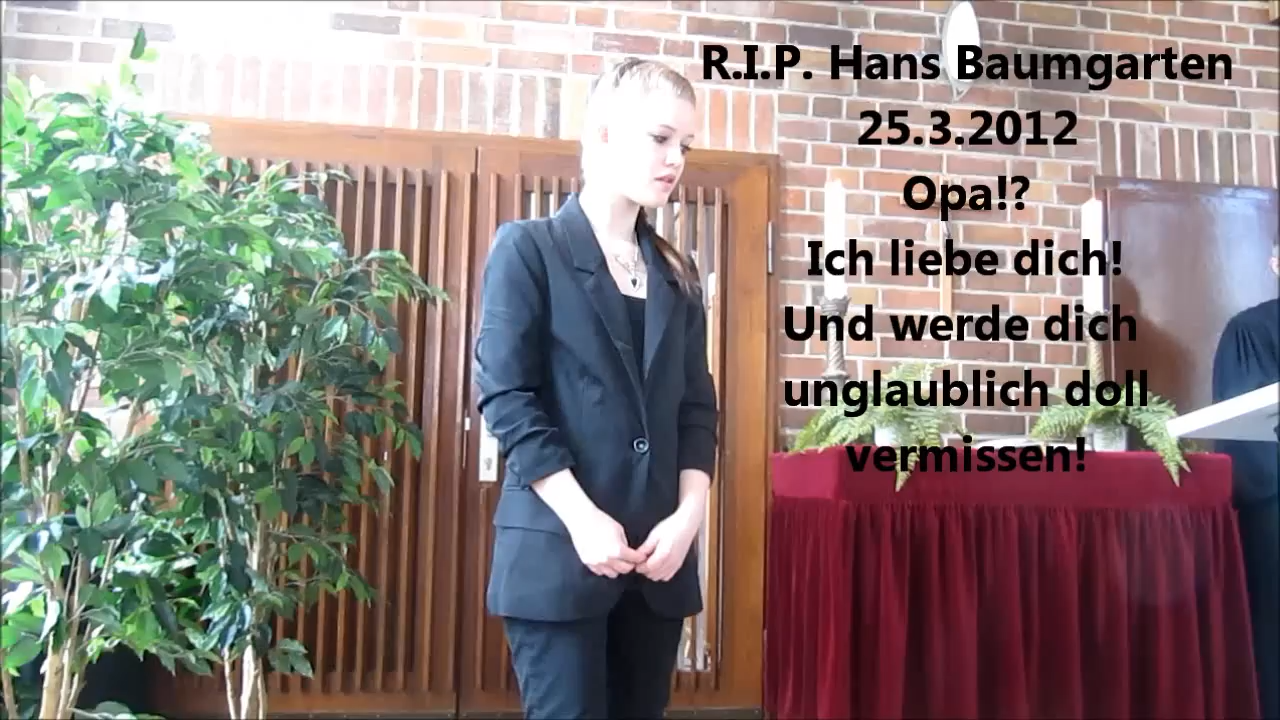 R.I.P. Hans Baumgarten
25.3.2012
Opa!?
Ich liebe dich!
Und werde dich
unglaublich doll
vermissen!